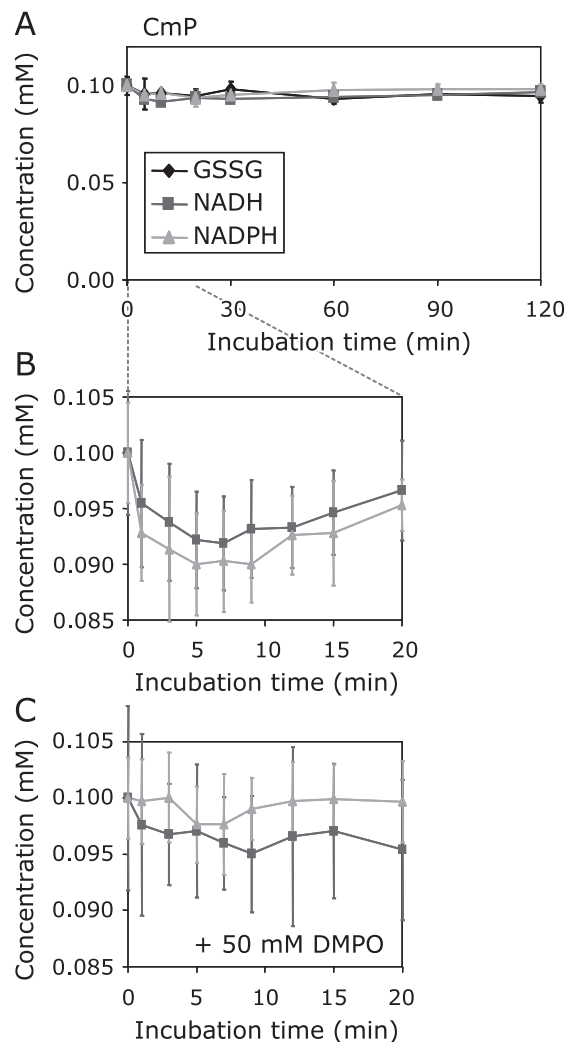 A
CmP
Concentration (mM)
0.10
0.05
0.00
GSSG
NADH
NADPH
0 30 60 90 120
Incubation time (min)
B
Concentration (mM)
0.105
0.100
0.095
0.090
0.085
0 5 10 15 20
Incubation time (min)
C
Concentration (mM)
0.105
0.100
0.095
0.090
0.085
+ 50 mM DMPO
0 5 10 15 20
Incubation time (min)